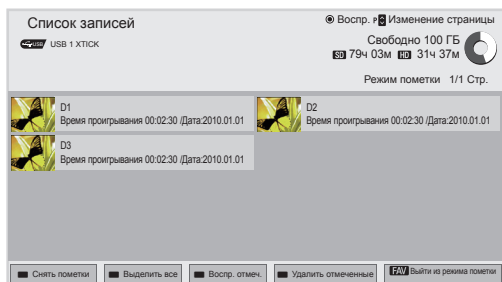 Список записей
Воспр. P Изменение страницы
USB USB 1 XTICK
Свободно 100 ГБ
SD 79ч 03м HD 31ч 37м
Режим пометки 1/1 Стр.
D1
Время проигрывания 00:02:30 /Дата:2010.01.01
D2
Время проигрывания 00:02:30 /Дата:2010.01.01
D3
Время проигрывания 00:02:30 /Дата:2010.01.01
Снять пометки
Выделить все
Воспр. отмеч.
Удалить отмеченные
FAV Выйти из режима пометки